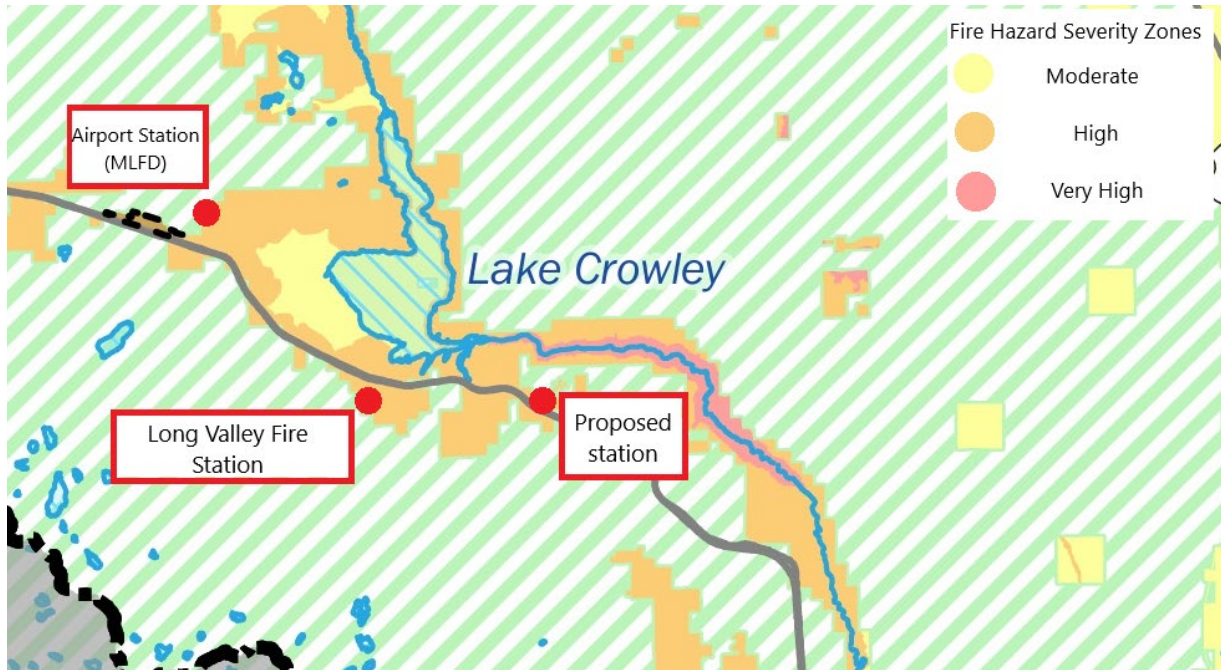 Fire Hazard Severity Zones
Moderate
High
Very High
Airport Station
(MLFD)
Lake Crowley
Long Valley Fire
Station
Proposed
station